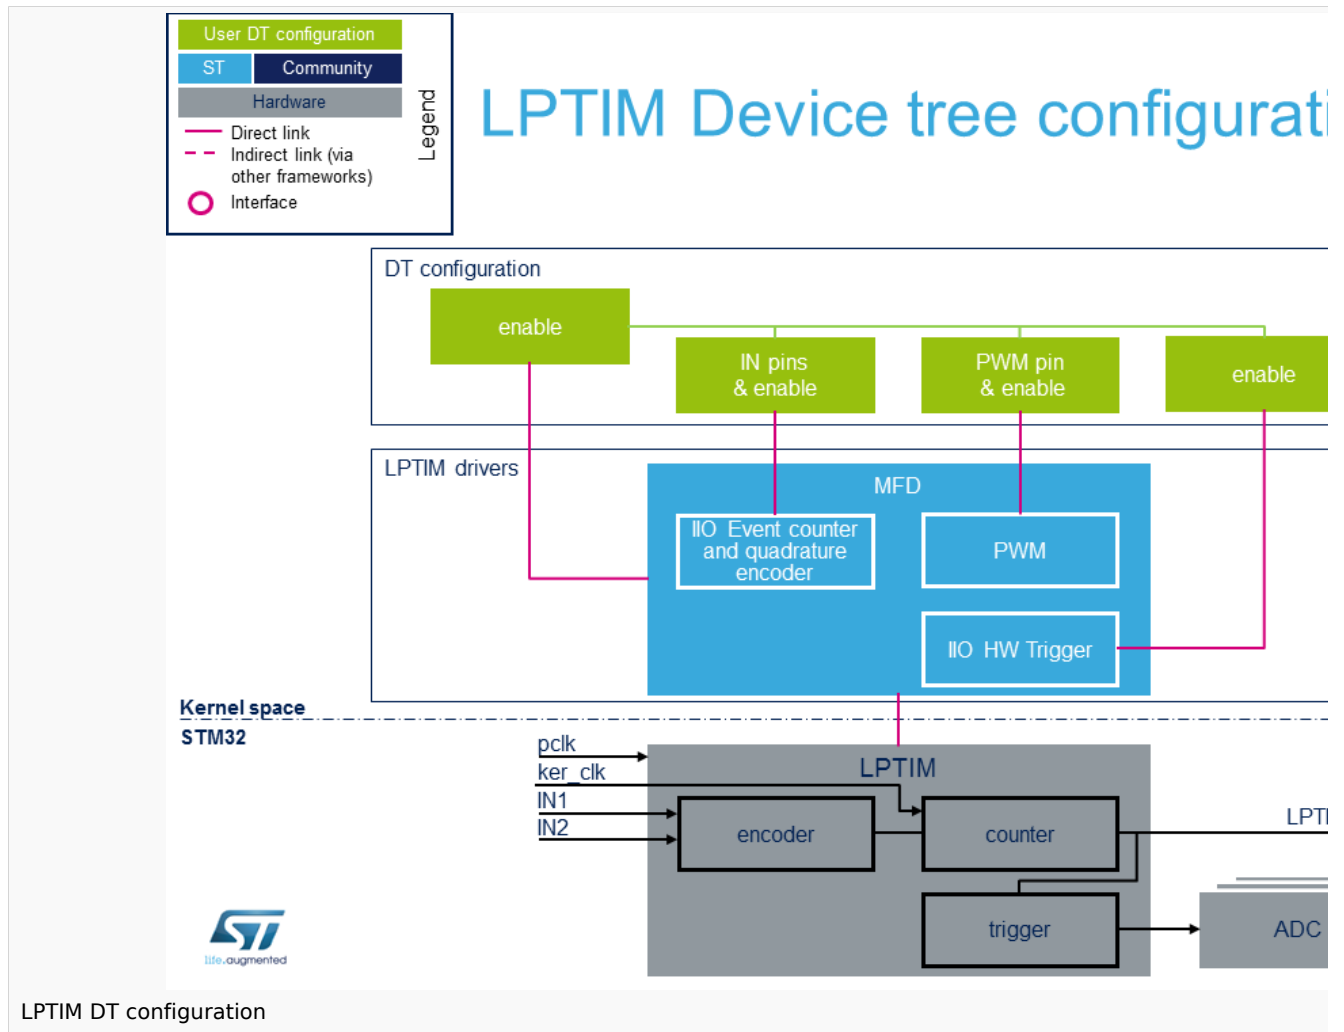 User DT configuration
ST
Community
Hardware
Direct link
Indirect link (via
other frameworks)
Interface
Legend
LPTIM Device tree configurati
DT configuration
enable
IN pins
& enable
PWM pin
& enable
enable
LPTIM drivers
MFD
IIO Event counter
and quadrature
encoder
PWM
IIO HW Trigger
Kernel space
STM32
pclk
ker_clk
IN1
IN2
LPTIM
encoder
counter
LPTI
trigger
ADC
ST
life.augmented
LPTIM DT configuration